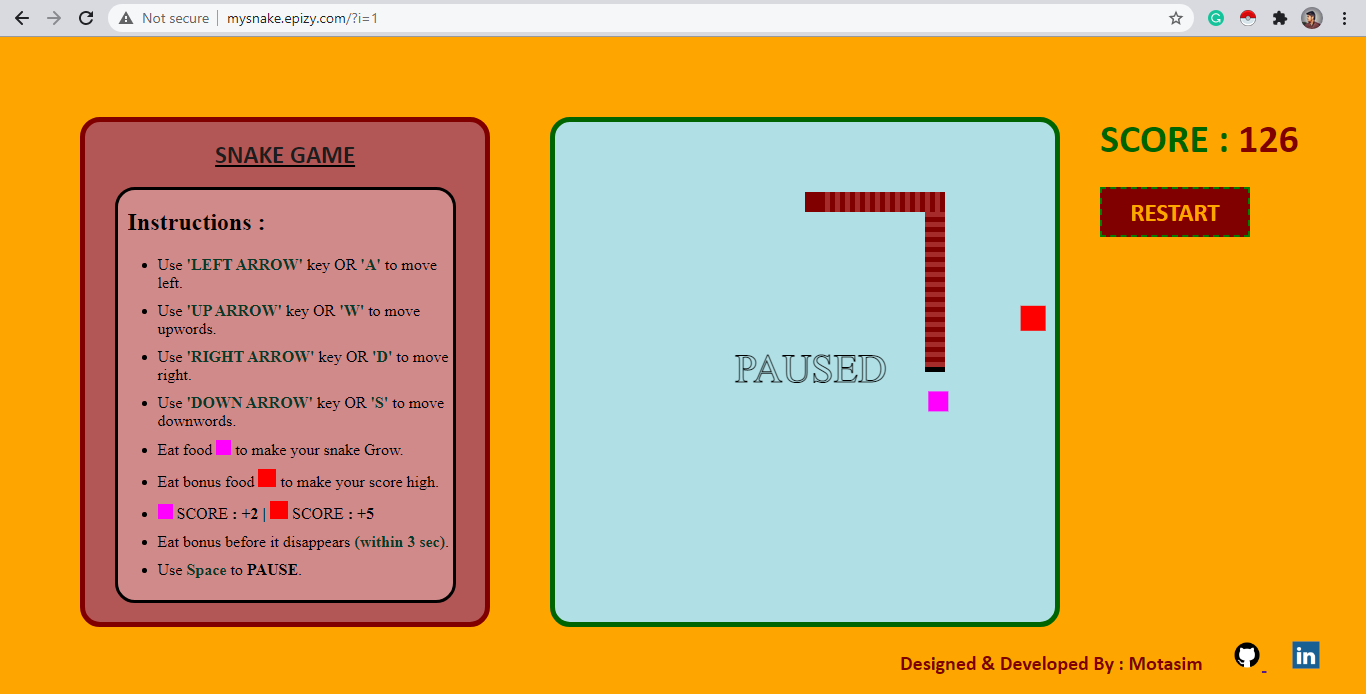 Not secure | mysnake.epizy.com/?i=1
SNAKE GAME
Instructions :
Use 'LEFT ARROW' key OR 'A' to move
left.
Use 'UP ARROW' key OR 'W' to move
upwords.
Use 'RIGHT ARROW' key OR 'D' to move
right.
Use 'DOWN ARROW' key OR 'S' to move
downwords.
Eat food to make your snake Grow.
Eat bonus food to make your score high.
SCORE : +2 | SCORE : +5
Eat bonus before it disappears (within 3 sec).
Use Space to PAUSE.
PAUSED
SCORE : 126
RESTART
Designed & Developed By : Motasim
in